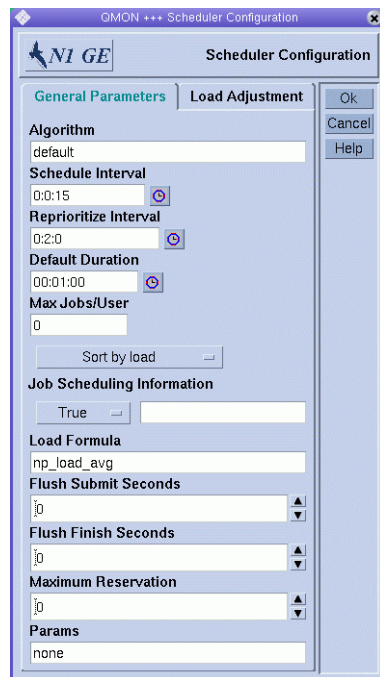 QMON +++ Scheduler Configuration
N1 GE
Scheduler Configuration
General Parameters
Load Adjustment
Ok
Cancel
Help
Algorithm
default
Schedule Interval
0:0:15
Reprioritize Interval
0:2:0
Default Duration
00:01:00
Max Jobs/User
0
Sort by load
Job Scheduling Information
True
Load Formula
np_load_avg
Flush Submit Seconds
0
Flush Finish Seconds
0
Maximum Reservation
0
Params
none